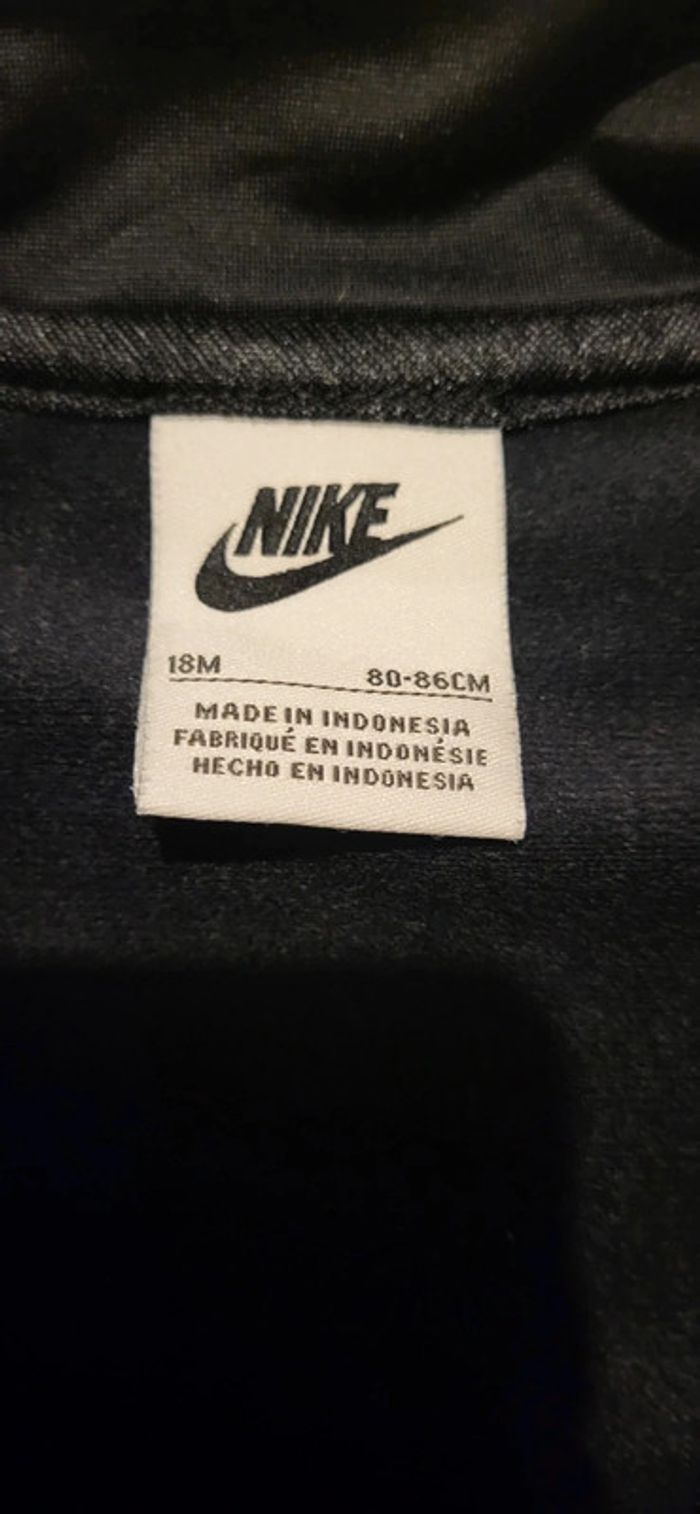 NIKE
18M 80-86CM
MADE IN INDONESIA
FABRIQUÉ EN INDONÉSIE
HECHO EN INDONESIA